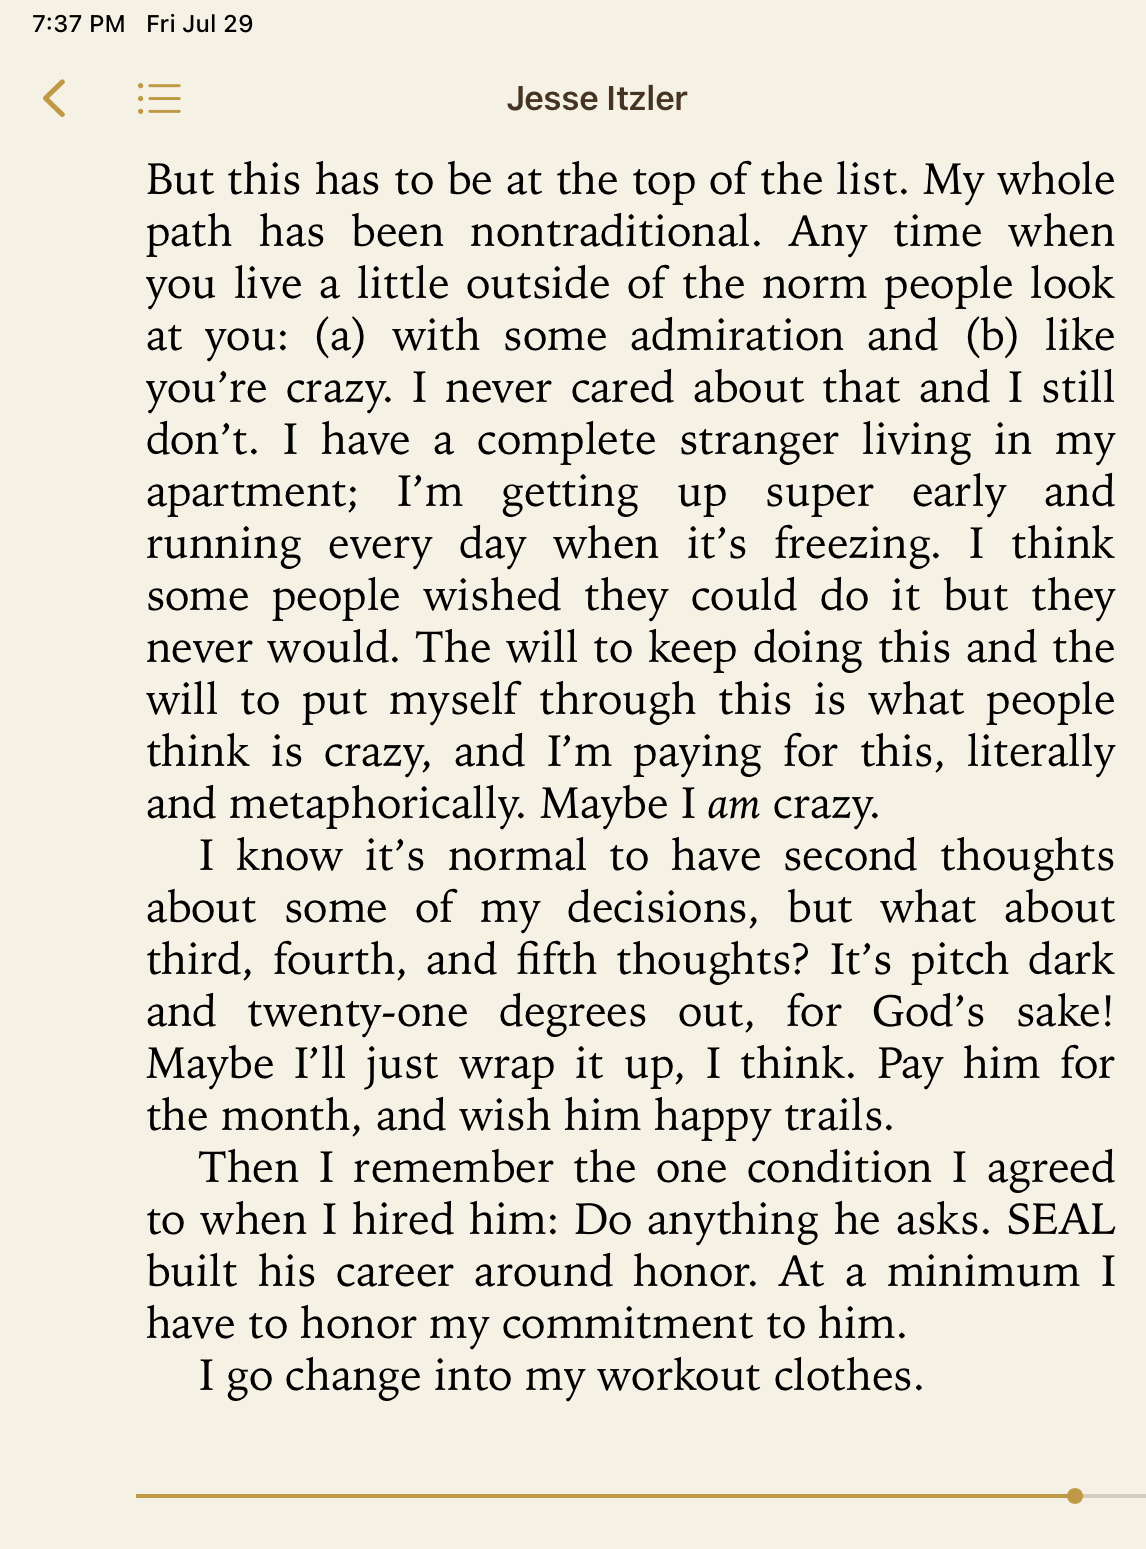 7:37 PM Fri Jul 29
Jesse Itzler
But this has to be at the top of the list. My whole
path has been nontraditional. Any time when
you live a little outside of the norm people look
at you: (a) with some admiration and (b) like
you’re crazy. I never cared about that and I still
don’t. I have a complete stranger living in my
apartment; I’m getting up super early and
running every day when it’s freezing. I think
some people wished they could do it but they
never would. The will to keep doing this and the
will to put myself through this is what people
think is crazy, and I’m paying for this, literally
and metaphorically. Maybe I am crazy.
I know it’s normal to have second thoughts
about some of my decisions, but what about
third, fourth, and fifth thoughts? It’s pitch dark
and twenty-one degrees out, for God’s sake!
Maybe I’ll just wrap it up, I think. Pay him for
the month, and wish him happy trails.
Then I remember the one condition I agreed
to when I hired him: Do anything he asks. SEAL
built his career around honor. At a minimum I
have to honor my commitment to him.
I go change into my workout clothes.